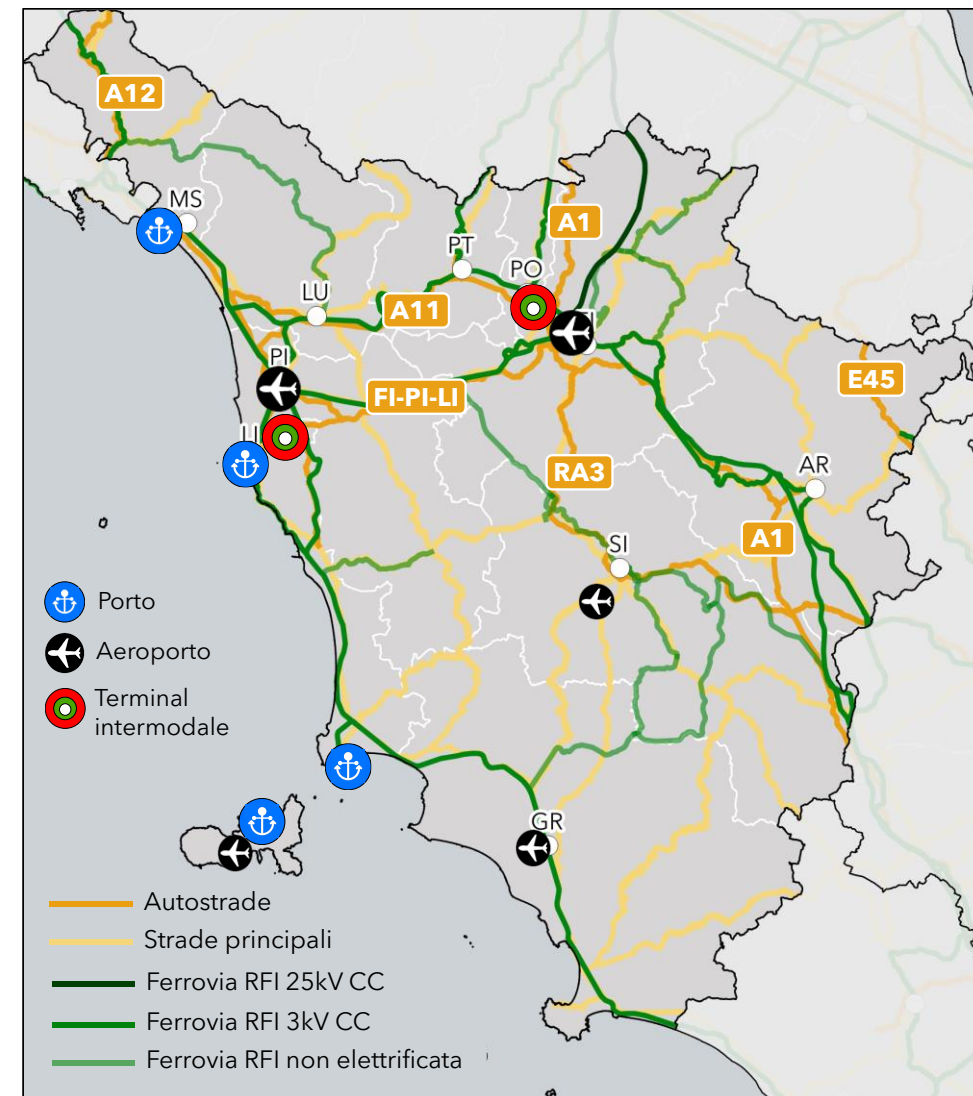 A12
MS
A1
PT
PO
LU
A11
FI
PI
E45
FI-PI-LI
LI
RA3
AR
A1
SI
Porto
Aeroporto
Terminal
intermodale
GR
Autostrade
Strade principali
Ferrovia RFI 25kV CC
Ferrovia RFI 3kV CC
Ferrovia RFI non elettrificata